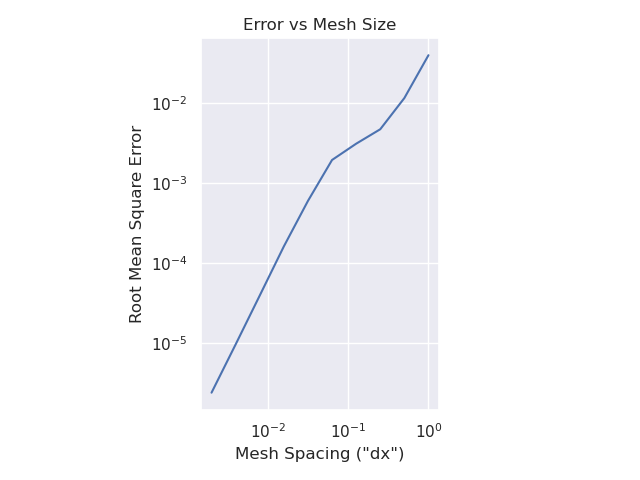 Error vs Mesh Size
Root Mean Square Error
10⁻²
10⁻³
10⁻⁴
10⁻⁵
10⁻² 10⁻¹ 10⁰
Mesh Spacing ("dx")